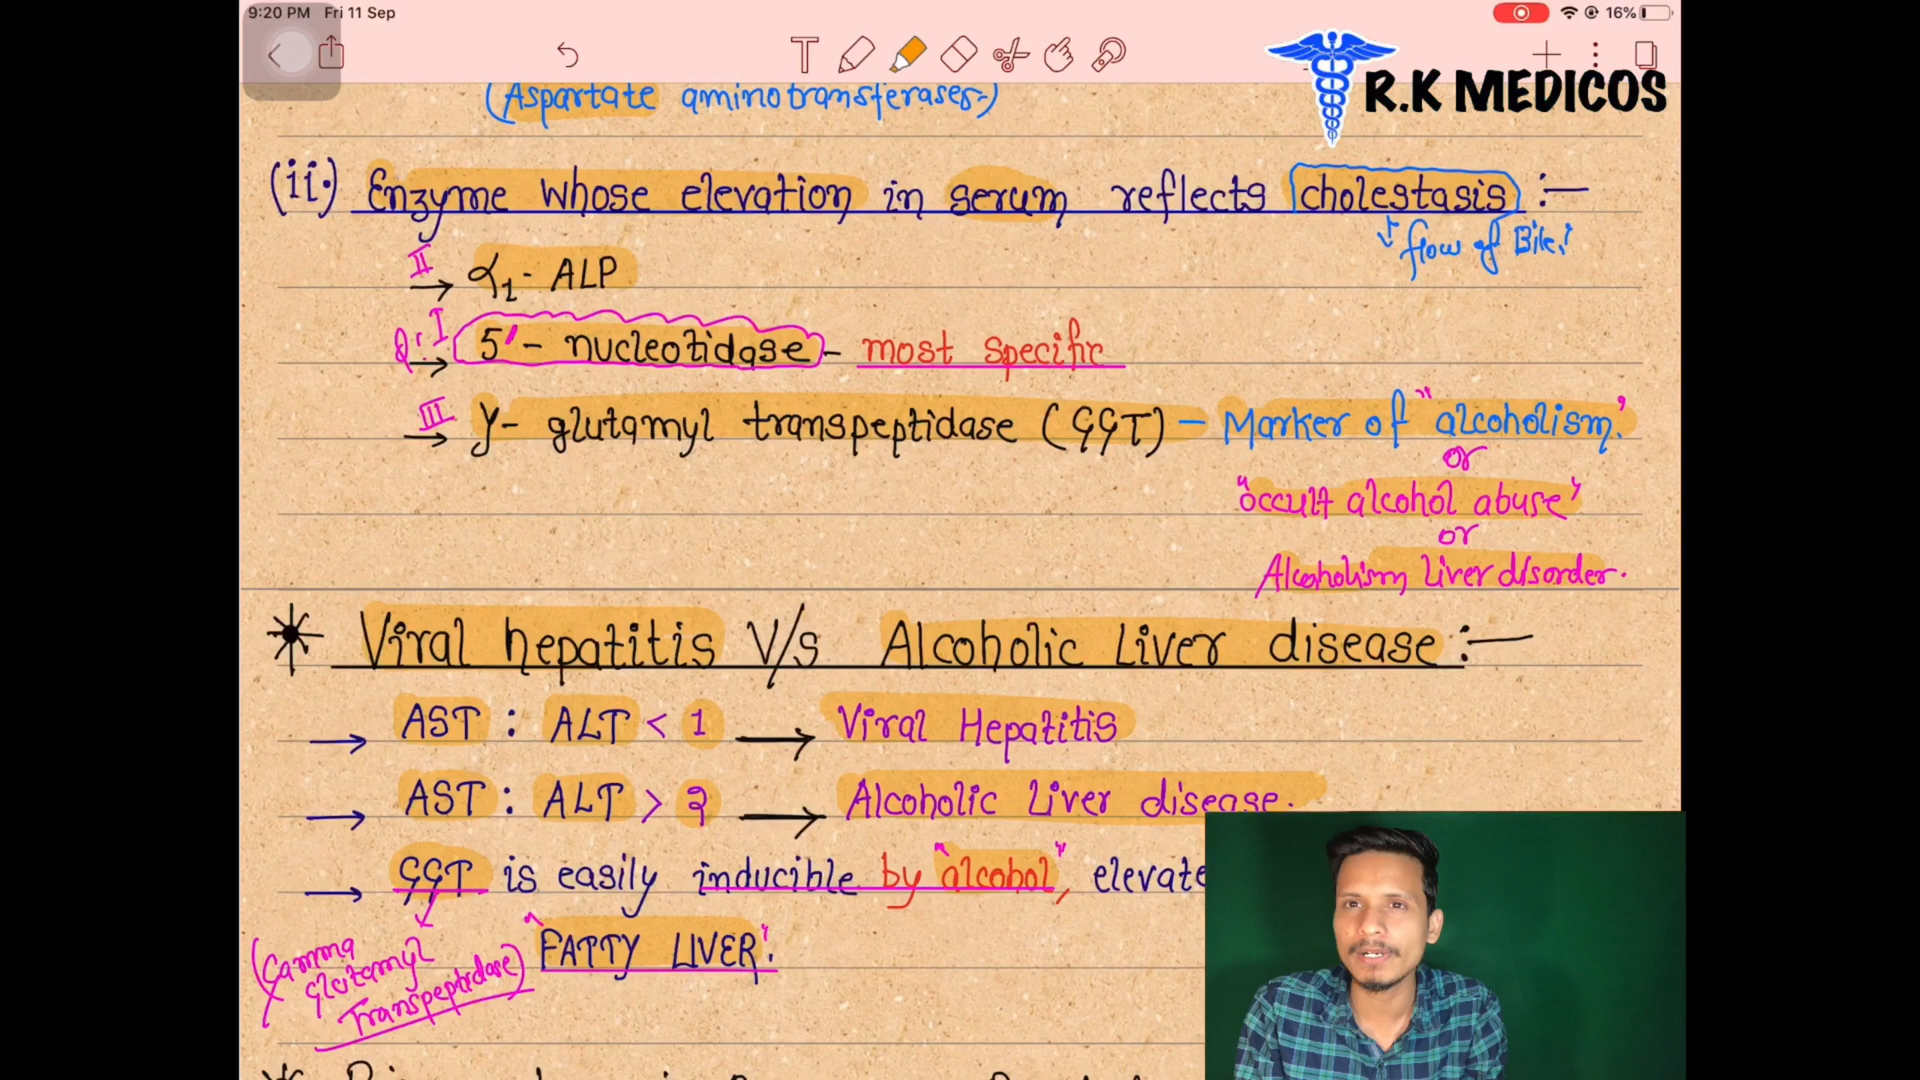 9:20 PM Fri 11 Sep
16%
R.K MEDICOS
(Aspartate aminotransferases)
(ii.) Enzyme whose elevation in serum reflects cholestasis :-
↓ flow of Bile.
II → α1- ALP
Q. I → 5'- nucleotidase - most specific
III → γ- glutamyl transpeptidase (GGT) - Marker of "alcoholism."
or
"occult alcohol abuse"
or
Alcoholism Liver disorder.
* Viral hepatitis V/s Alcoholic Liver disease :-
→ AST : ALT < 1 → Viral Hepatitis
→ AST : ALT > 2 → Alcoholic Liver disease.
→ GGT is easily inducible by "alcohol", elevate
(Gamma glutamyl Transpeptidase)
"FATTY LIVER".